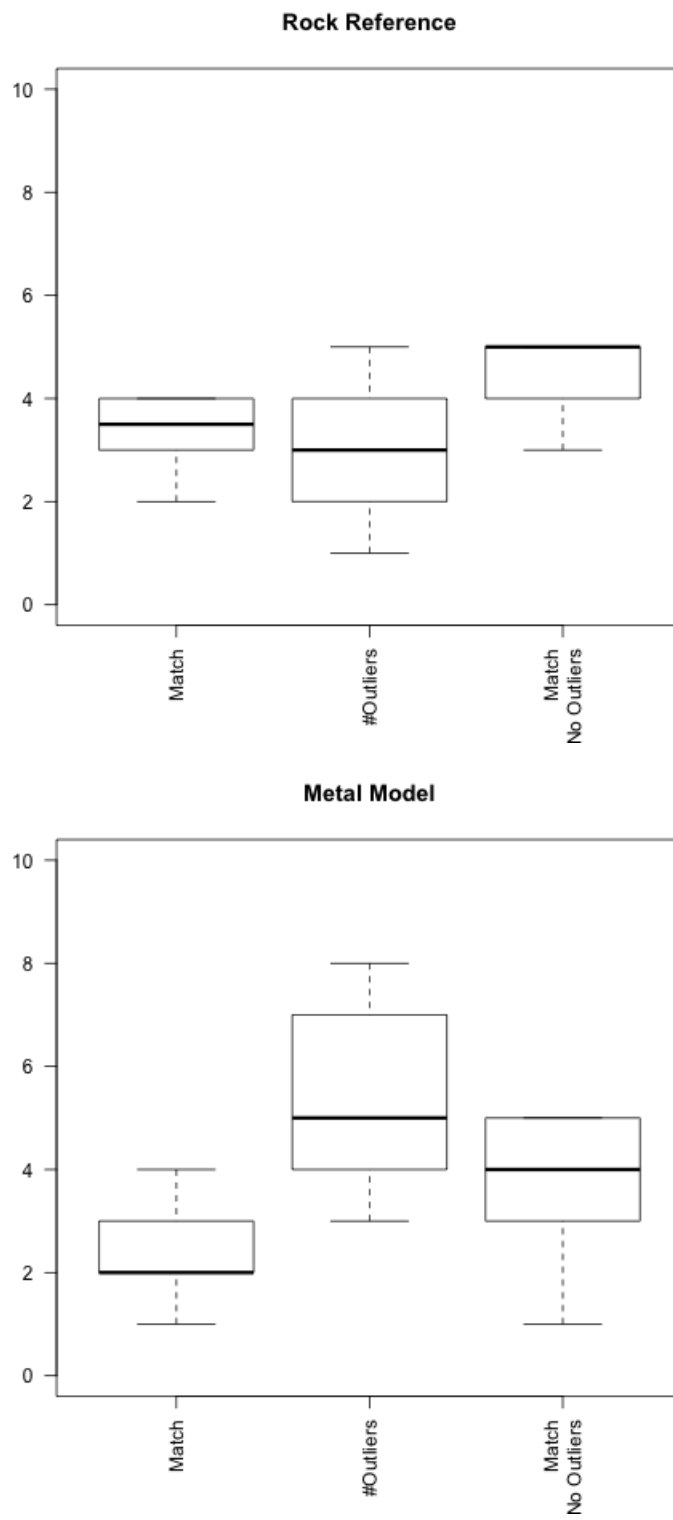 Rock Reference
10
8
6
4
2
0
Match
#Outliers
Match
No Outliers
Metal Model
10
8
6
4
2
0
Match
#Outliers
Match
No Outliers